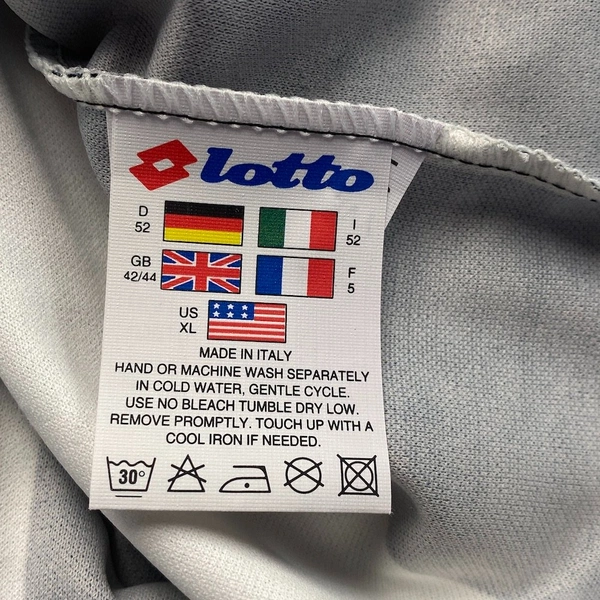 lotto
D
52
I
52
GB
42/44
F
5
US
XL
MADE IN ITALY
HAND OR MACHINE WASH SEPARATELY
IN COLD WATER, GENTLE CYCLE.
USE NO BLEACH TUMBLE DRY LOW.
REMOVE PROMPTLY. TOUCH UP WITH A
COOL IRON IF NEEDED.
30°